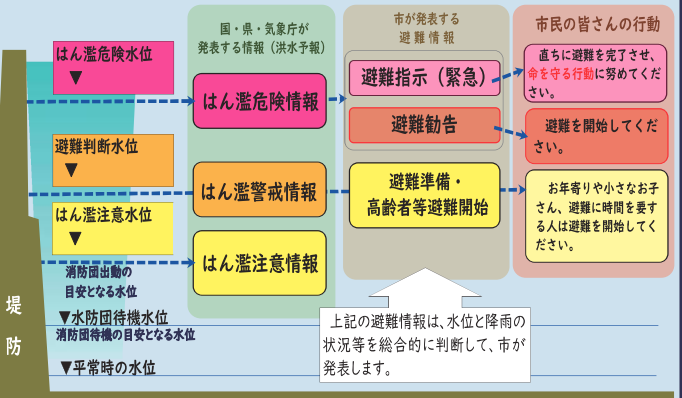 はん濫危険水位
▼
避難判断水位
▼
はん濫注意水位
▼
消防団出動の
目安となる水位
▼水防団待機水位
消防団待機の目安となる水位
▼平常時の水位
堤防
国・県・気象庁が
発表する情報（洪水予報）
はん濫危険情報
はん濫警戒情報
はん濫注意情報
市が発表する
避難情報
避難指示（緊急）
避難勧告
避難準備・
高齢者等避難開始
上記の避難情報は、水位と降雨の
状況等を総合的に判断して、市が
発表します。
市民の皆さんの行動
直ちに避難を完了させ、
命を守る行動に努めてくだ
さい。
避難を開始してくだ
さい。
お年寄りや小さなお子
さん、避難に時間を要す
る人は避難を開始してく
ださい。